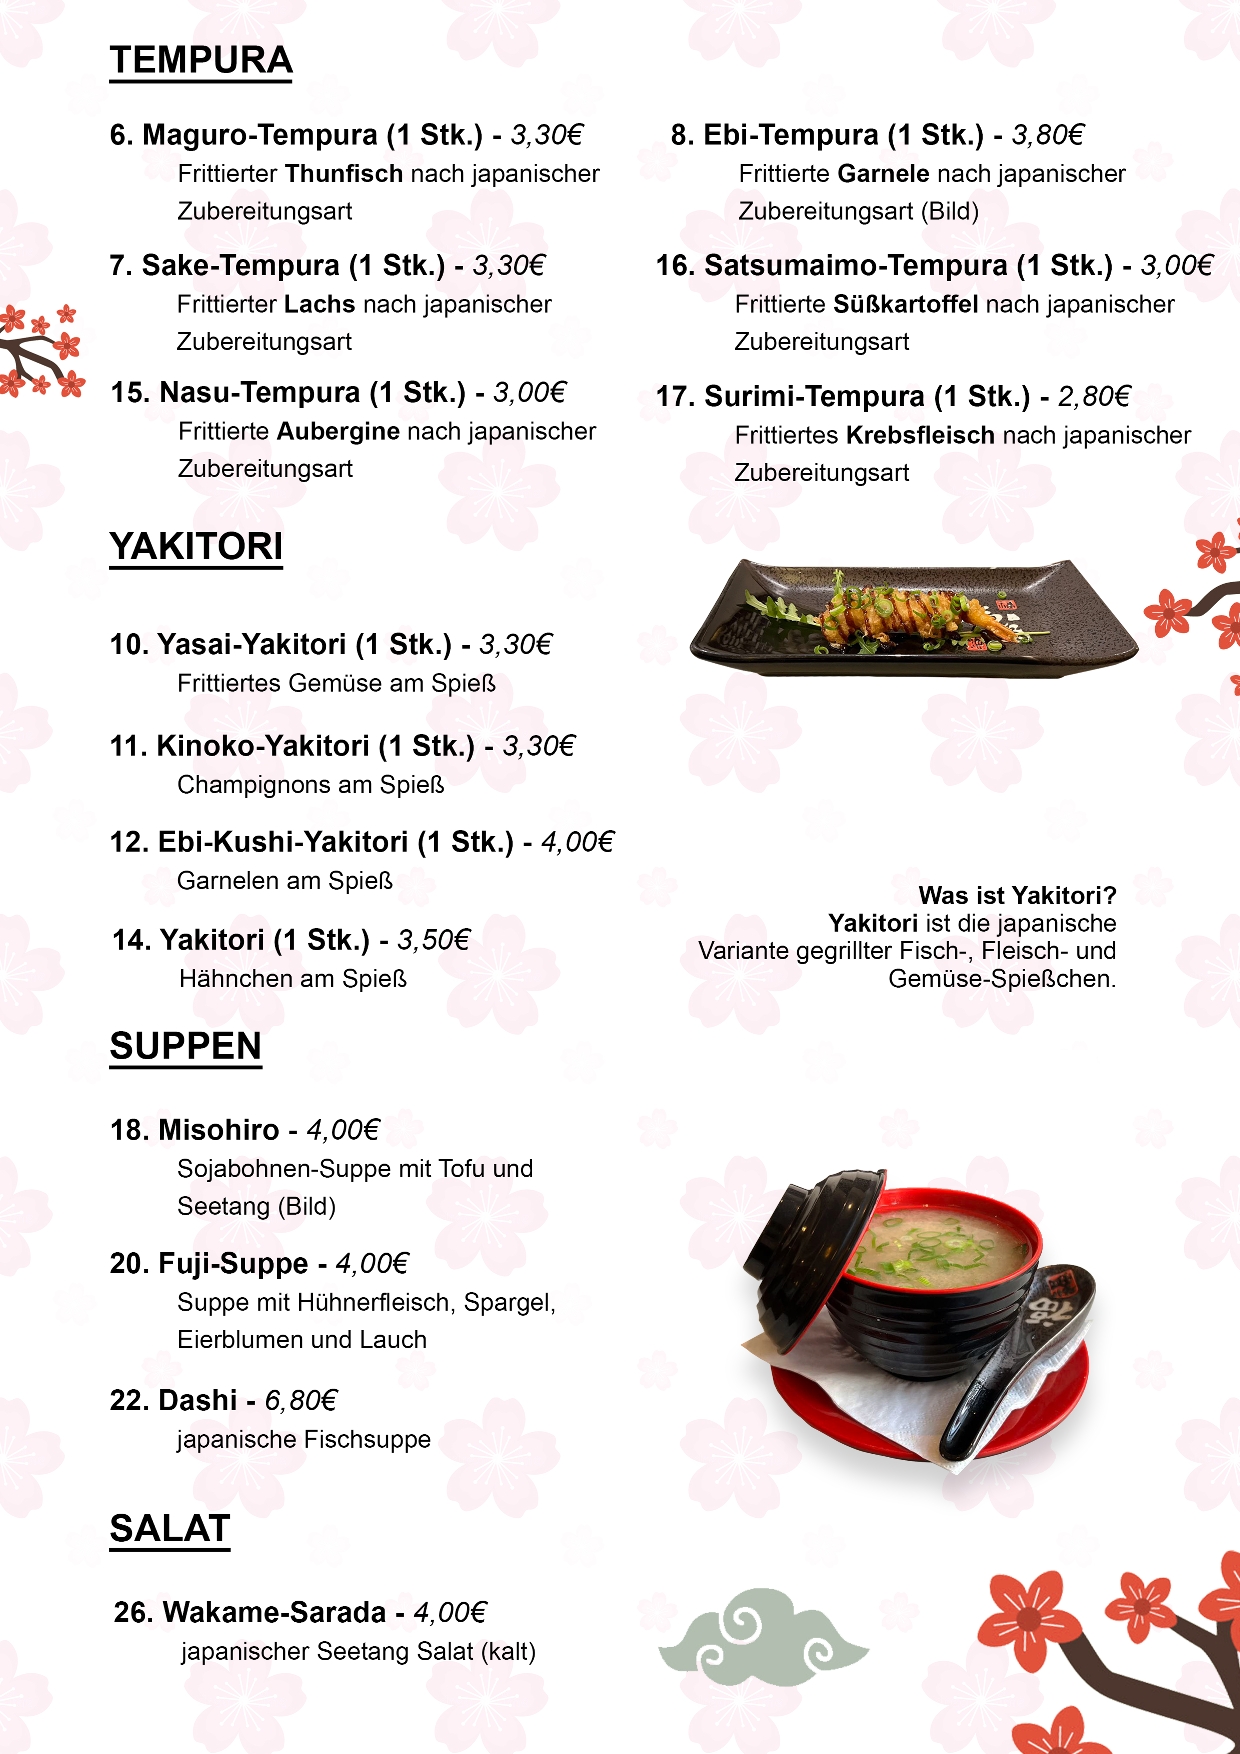 TEMPURA
6. Maguro-Tempura (1 Stk.) - 3,30€
Frittierter Thunfisch nach japanischer
Zubereitungsart
7. Sake-Tempura (1 Stk.) - 3,30€
Frittierter Lachs nach japanischer
Zubereitungsart
15. Nasu-Tempura (1 Stk.) - 3,00€
Frittierte Aubergine nach japanischer
Zubereitungsart
8. Ebi-Tempura (1 Stk.) - 3,80€
Frittierte Garnele nach japanischer
Zubereitungsart (Bild)
16. Satsumaimo-Tempura (1 Stk.) - 3,00€
Frittierte Süßkartoffel nach japanischer
Zubereitungsart
17. Surimi-Tempura (1 Stk.) - 2,80€
Frittiertes Krebsfleisch nach japanischer
Zubereitungsart
YAKITORI
10. Yasai-Yakitori (1 Stk.) - 3,30€
Frittiertes Gemüse am Spieß
11. Kinoko-Yakitori (1 Stk.) - 3,30€
Champignons am Spieß
12. Ebi-Kushi-Yakitori (1 Stk.) - 4,00€
Garnelen am Spieß
14. Yakitori (1 Stk.) - 3,50€
Hähnchen am Spieß
Was ist Yakitori?
Yakitori ist die japanische
Variante gegrillter Fisch-, Fleisch- und
Gemüse-Spießchen.
SUPPEN
18. Misohiro - 4,00€
Sojabohnen-Suppe mit Tofu und
Seetang (Bild)
20. Fuji-Suppe - 4,00€
Suppe mit Hühnerfleisch, Spargel,
Eierblumen und Lauch
22. Dashi - 6,80€
japanische Fischsuppe
SALAT
26. Wakame-Sarada - 4,00€
japanischer Seetang Salat (kalt)